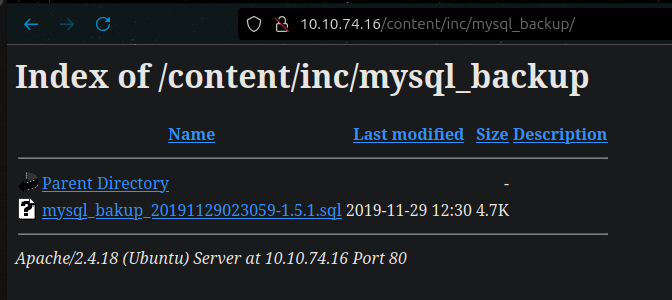 10.10.74.16/content/inc/mysql_backup/
Index of /content/inc/mysql_backup
Name Last modified Size Description
Parent Directory -
mysql_bakup_20191129023059-1.5.1.sql 2019-11-29 12:30 4.7K
Apache/2.4.18 (Ubuntu) Server at 10.10.74.16 Port 80